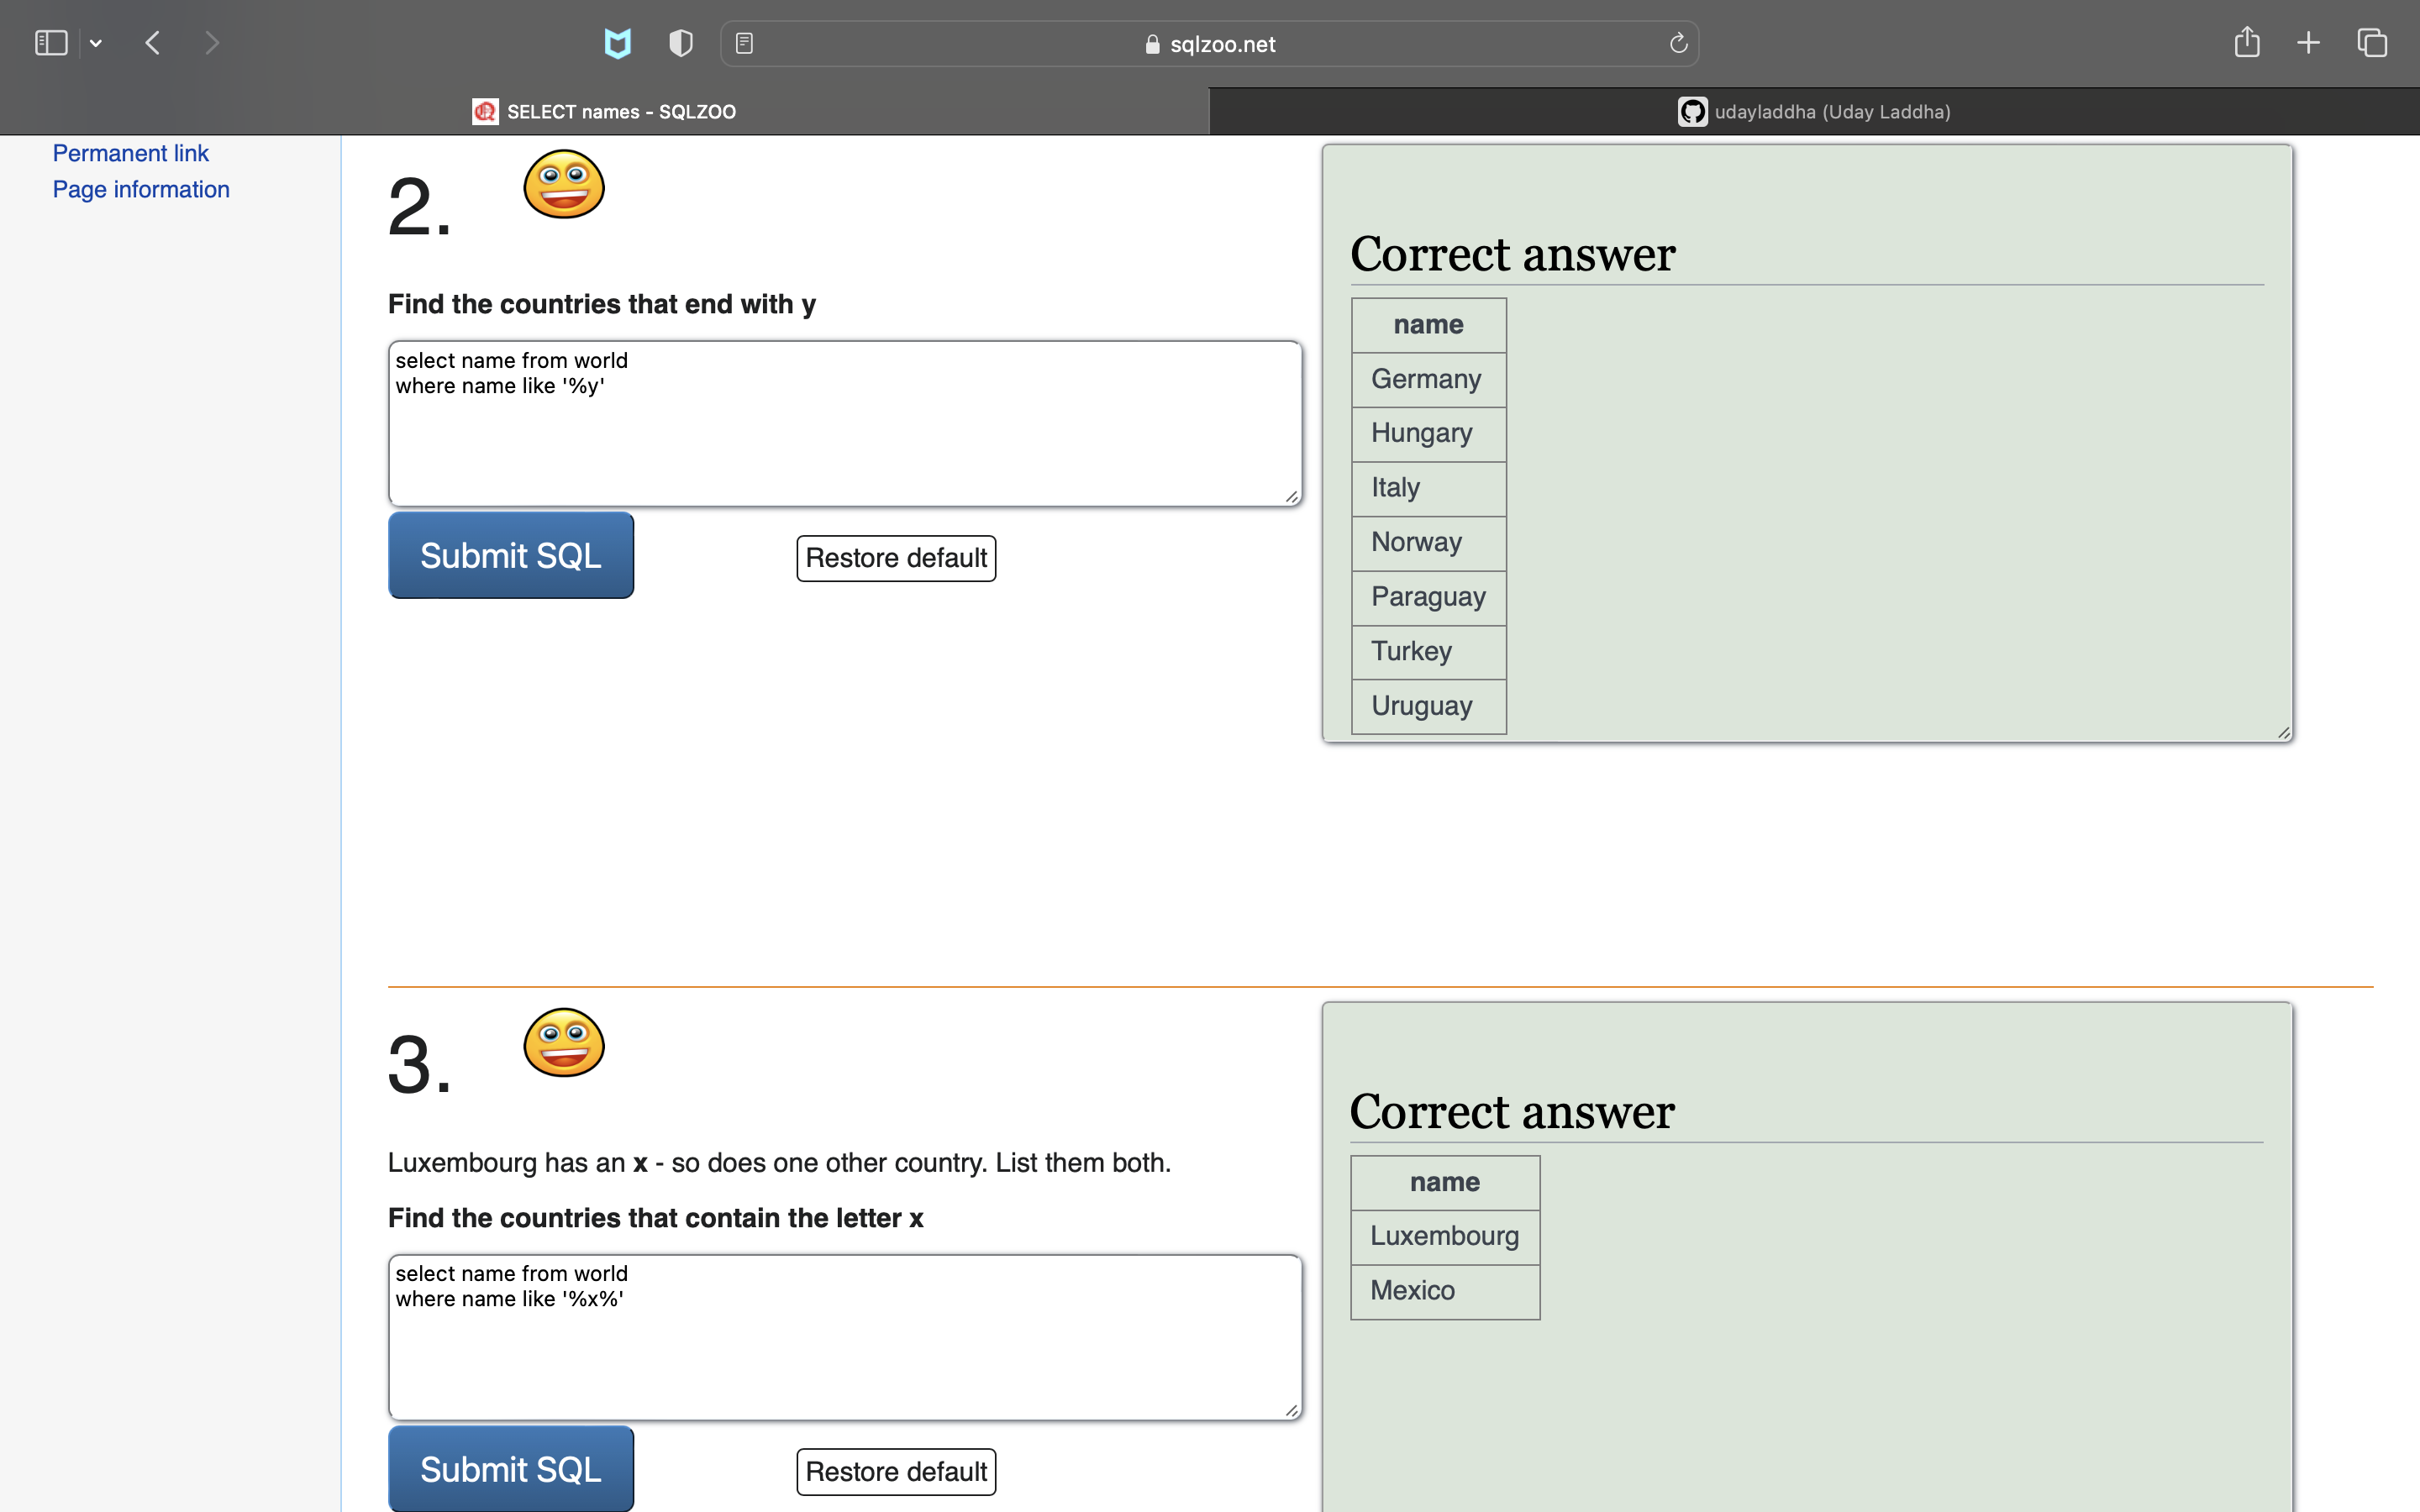 sqlzoo.net
SELECT names - SQLZOO
udayladdha (Uday Laddha)
Permanent link
Page information
2.
Find the countries that end with y
select name from world
where name like '%y'
Submit SQL
Restore default
Correct answer
name
Germany
Hungary
Italy
Norway
Paraguay
Turkey
Uruguay
3.
Luxembourg has an x - so does one other country. List them both.
Find the countries that contain the letter x
select name from world
where name like '%x%'
Submit SQL
Restore default
Correct answer
name
Luxembourg
Mexico